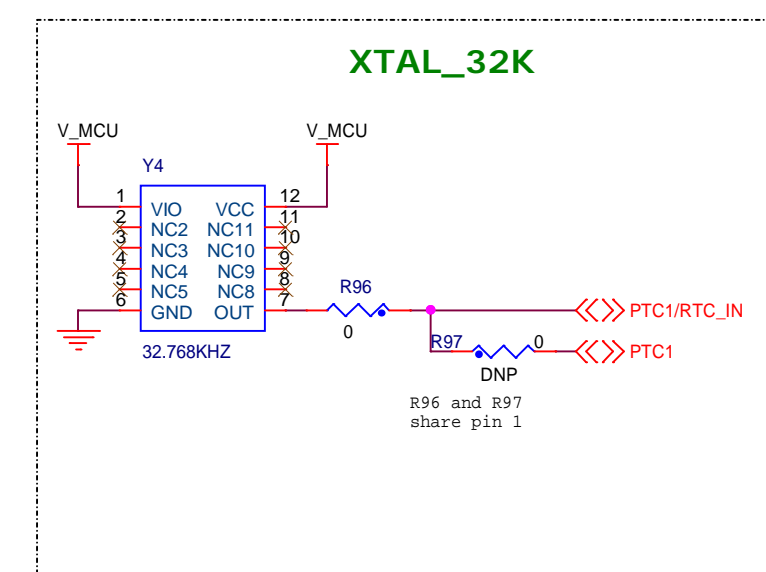 XTAL_32K
V_MCU
V_MCU
Y4
1
VIO
VCC
12
2
NC2
NC11
11
3
NC3
NC10
10
4
NC4
NC9
9
5
NC5
NC8
8
6
GND
OUT
7
32.768KHZ
R96
0
PTC1/RTC_IN
R97
0
PTC1
DNP
R96 and R97
share pin 1